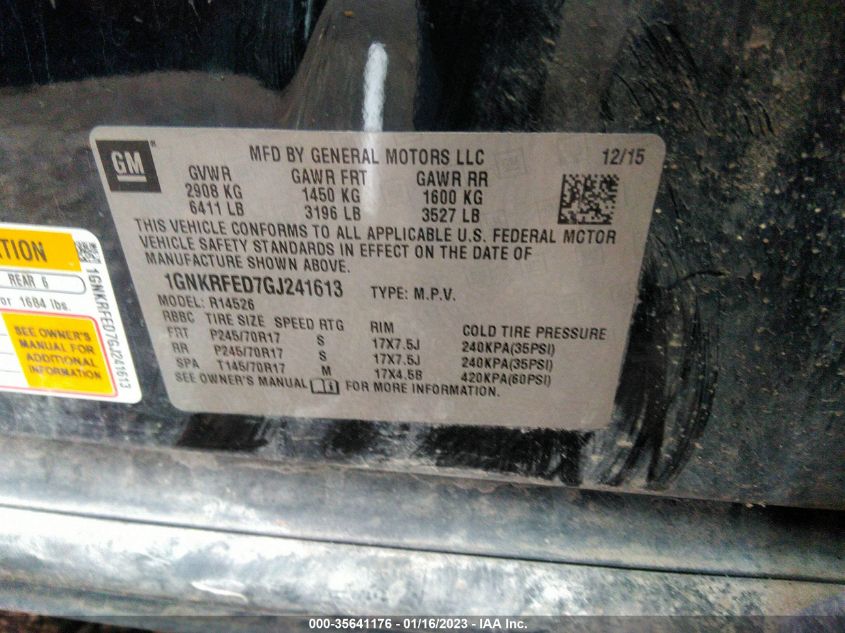 GM
MFD BY GENERAL MOTORS LLC 12/15
GVWR GAWR FRT GAWR RR
2908 KG 1450 KG 1600 KG
6411 LB 3196 LB 3527 LB
THIS VEHICLE CONFORMS TO ALL APPLICABLE U.S. FEDERAL MOTOR
VEHICLE SAFETY STANDARDS IN EFFECT ON THE DATE OF
MANUFACTURE SHOWN ABOVE.
1GNKRFED7GJ241613 TYPE: M.P.V.
MODEL: R14526
RBBC TIRE SIZE SPEED RTG RIM COLD TIRE PRESSURE
FRT P245/70R17 S 17X7.5J 240KPA(35PSI)
RR P245/70R17 S 17X7.5J 240KPA(35PSI)
SPA T145/70R17 M 17X4.5B 420KPA(60PSI)
SEE OWNER'S MANUAL FOR MORE INFORMATION.
REAR 6
or 1684 lbs.
SEE OWNER'S
MANUAL FOR
ADDITIONAL
INFORMATION
1GNKRFED7GJ241613
000-35641176 - 01/16/2023 - IAA Inc.